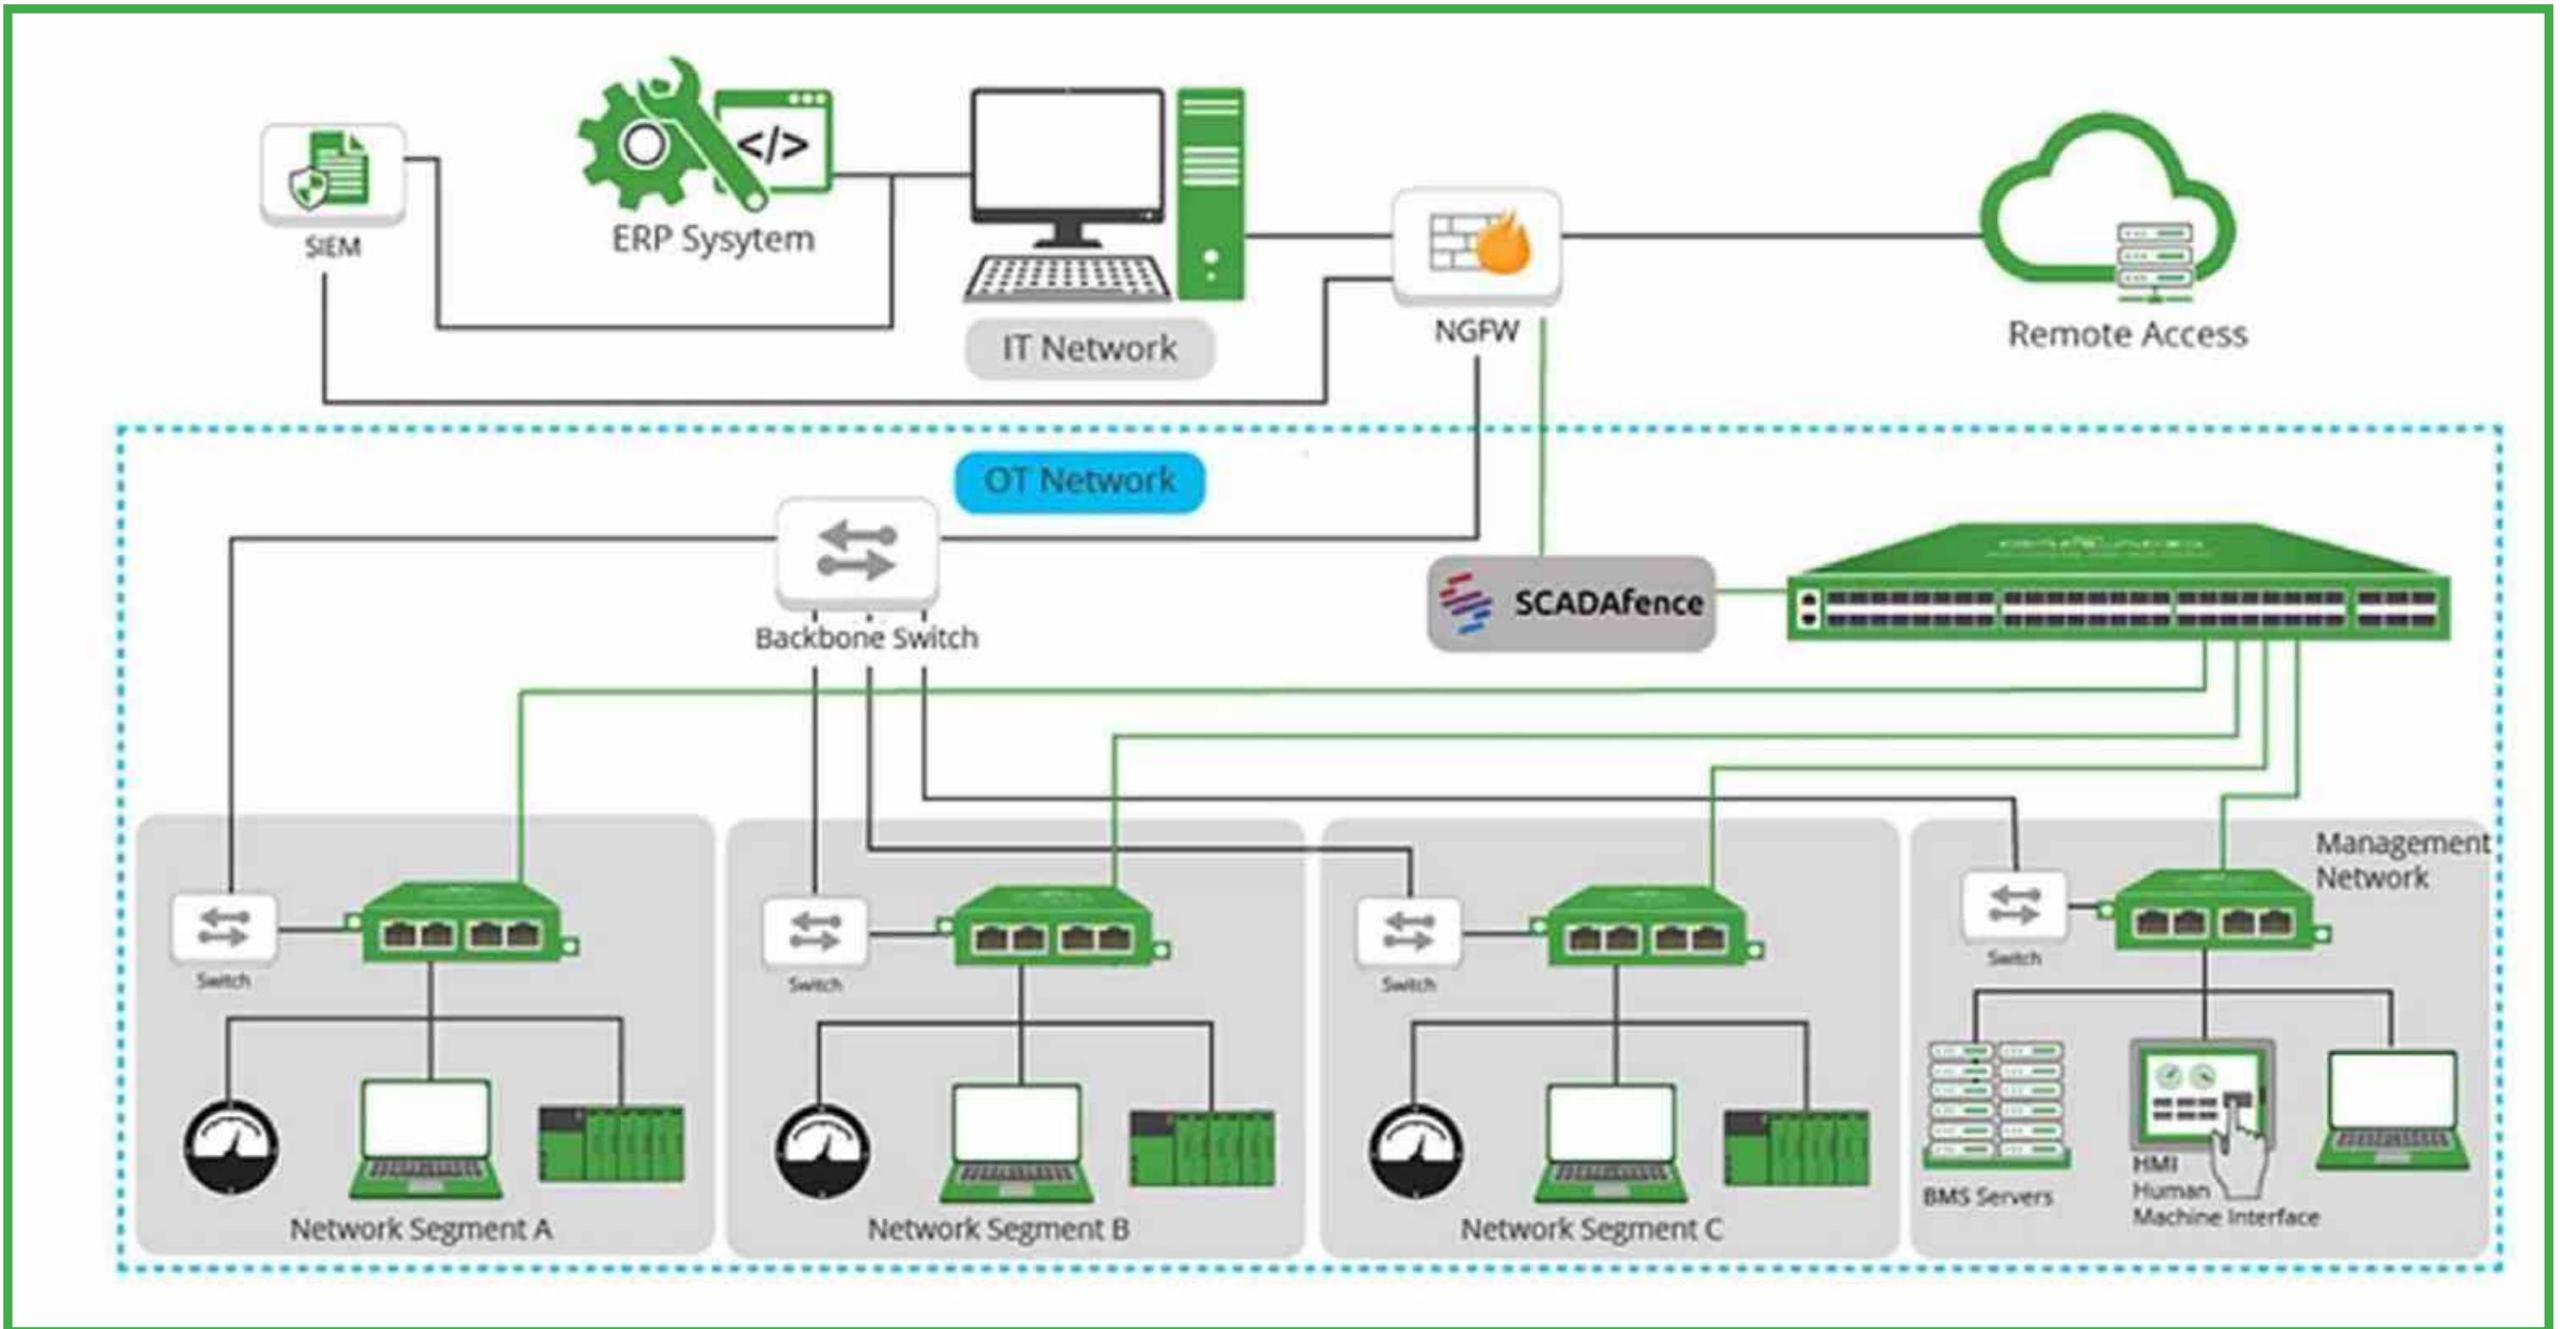 </>
SIEM
ERP Sysytem
IT Network
NGFW
Remote Access
OT Network
SCADAfence
Backbone Switch
Management
Network
Switch
Switch
Switch
Switch
BMS Servers
HMI
Human
Machine Interface
Network Segment A
Network Segment B
Network Segment C